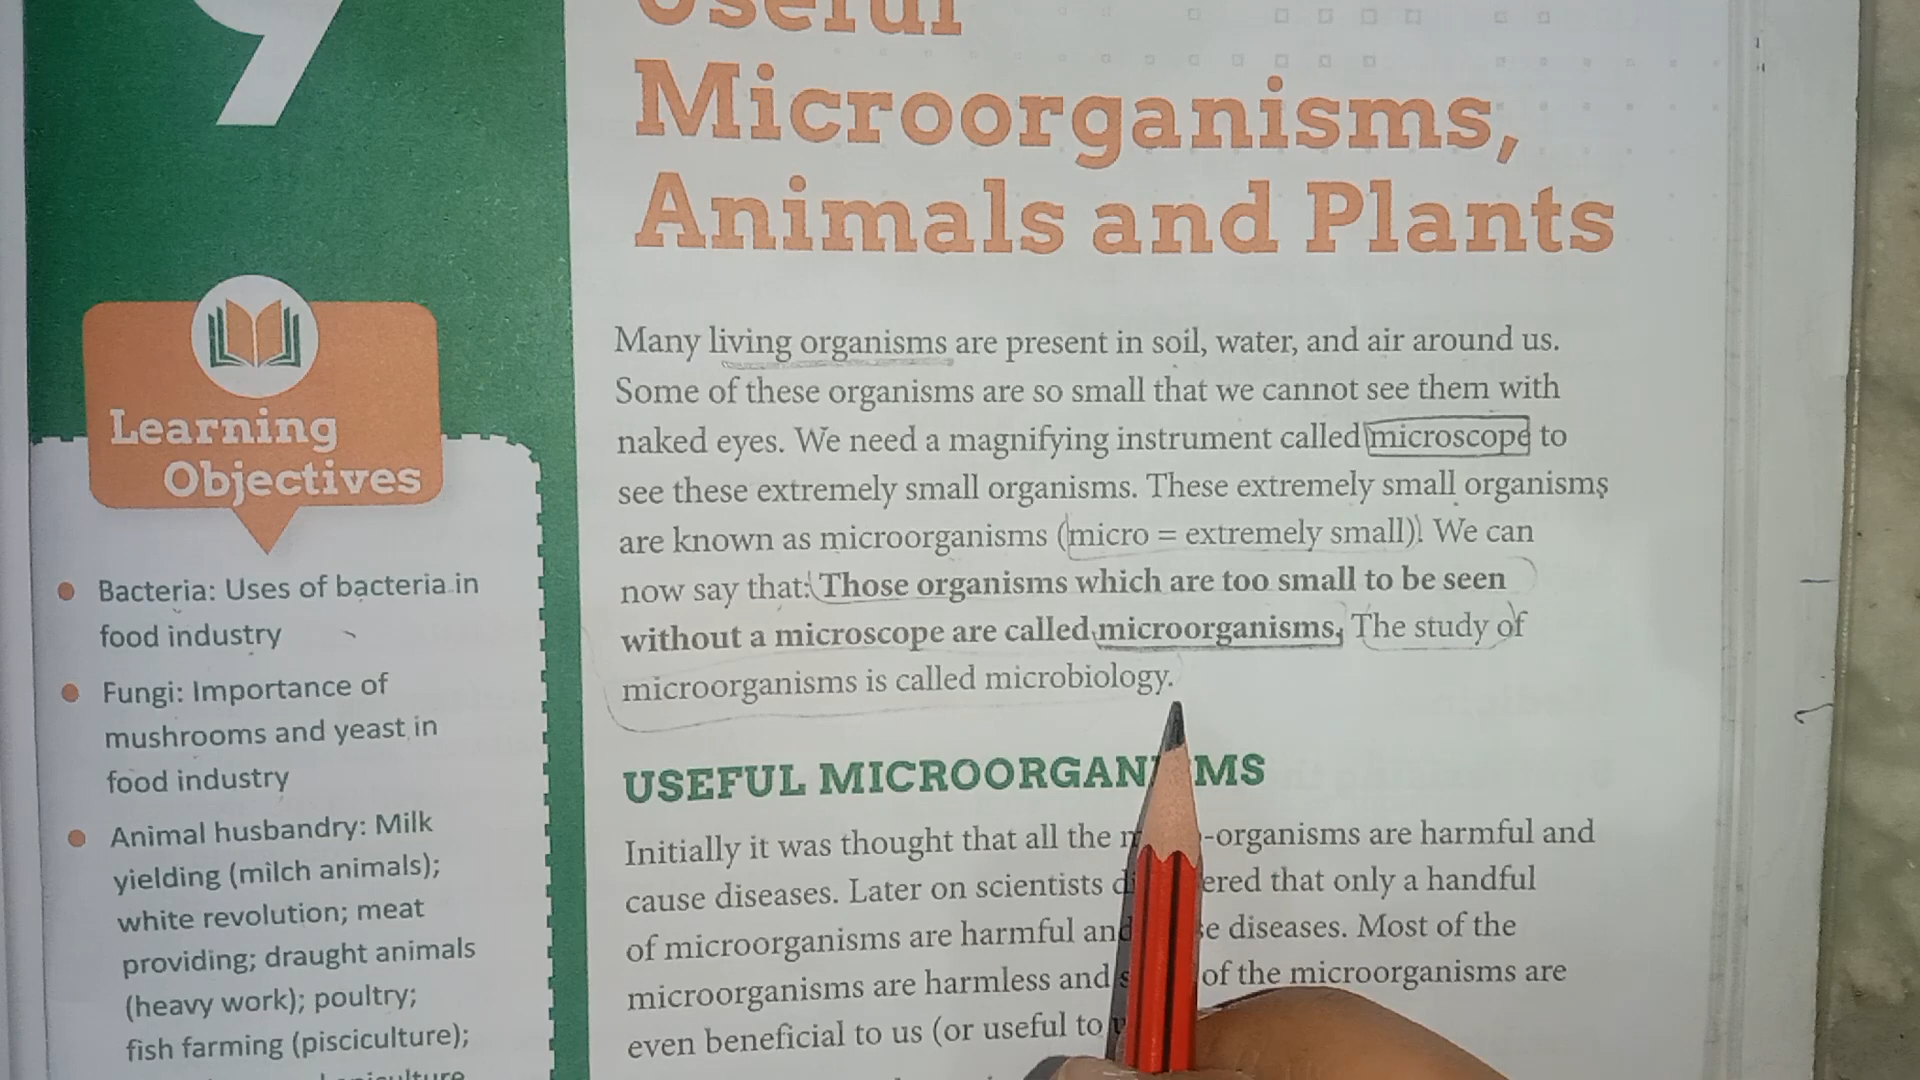 9
Useful
Microorganisms,
Animals and Plants
Learning
Objectives
Bacteria: Uses of bacteria in
food industry
Fungi: Importance of
mushrooms and yeast in
food industry
Animal husbandry: Milk
yielding (milch animals);
white revolution; meat
providing; draught animals
(heavy work); poultry;
fish farming (pisciculture);
Many living organisms are present in soil, water, and air around us.
Some of these organisms are so small that we cannot see them with
naked eyes. We need a magnifying instrument called microscope to
see these extremely small organisms. These extremely small organisms
are known as microorganisms (micro = extremely small). We can
now say that: Those organisms which are too small to be seen
without a microscope are called microorganisms, The study of
microorganisms is called microbiology.
USEFUL MICROORGANISMS
Initially it was thought that all the -organisms are harmful and
cause diseases. Later on scientists ered that only a handful
of microorganisms are harmful and diseases. Most of the
microorganisms are harmless and of the microorganisms are
even beneficial to us (or useful to